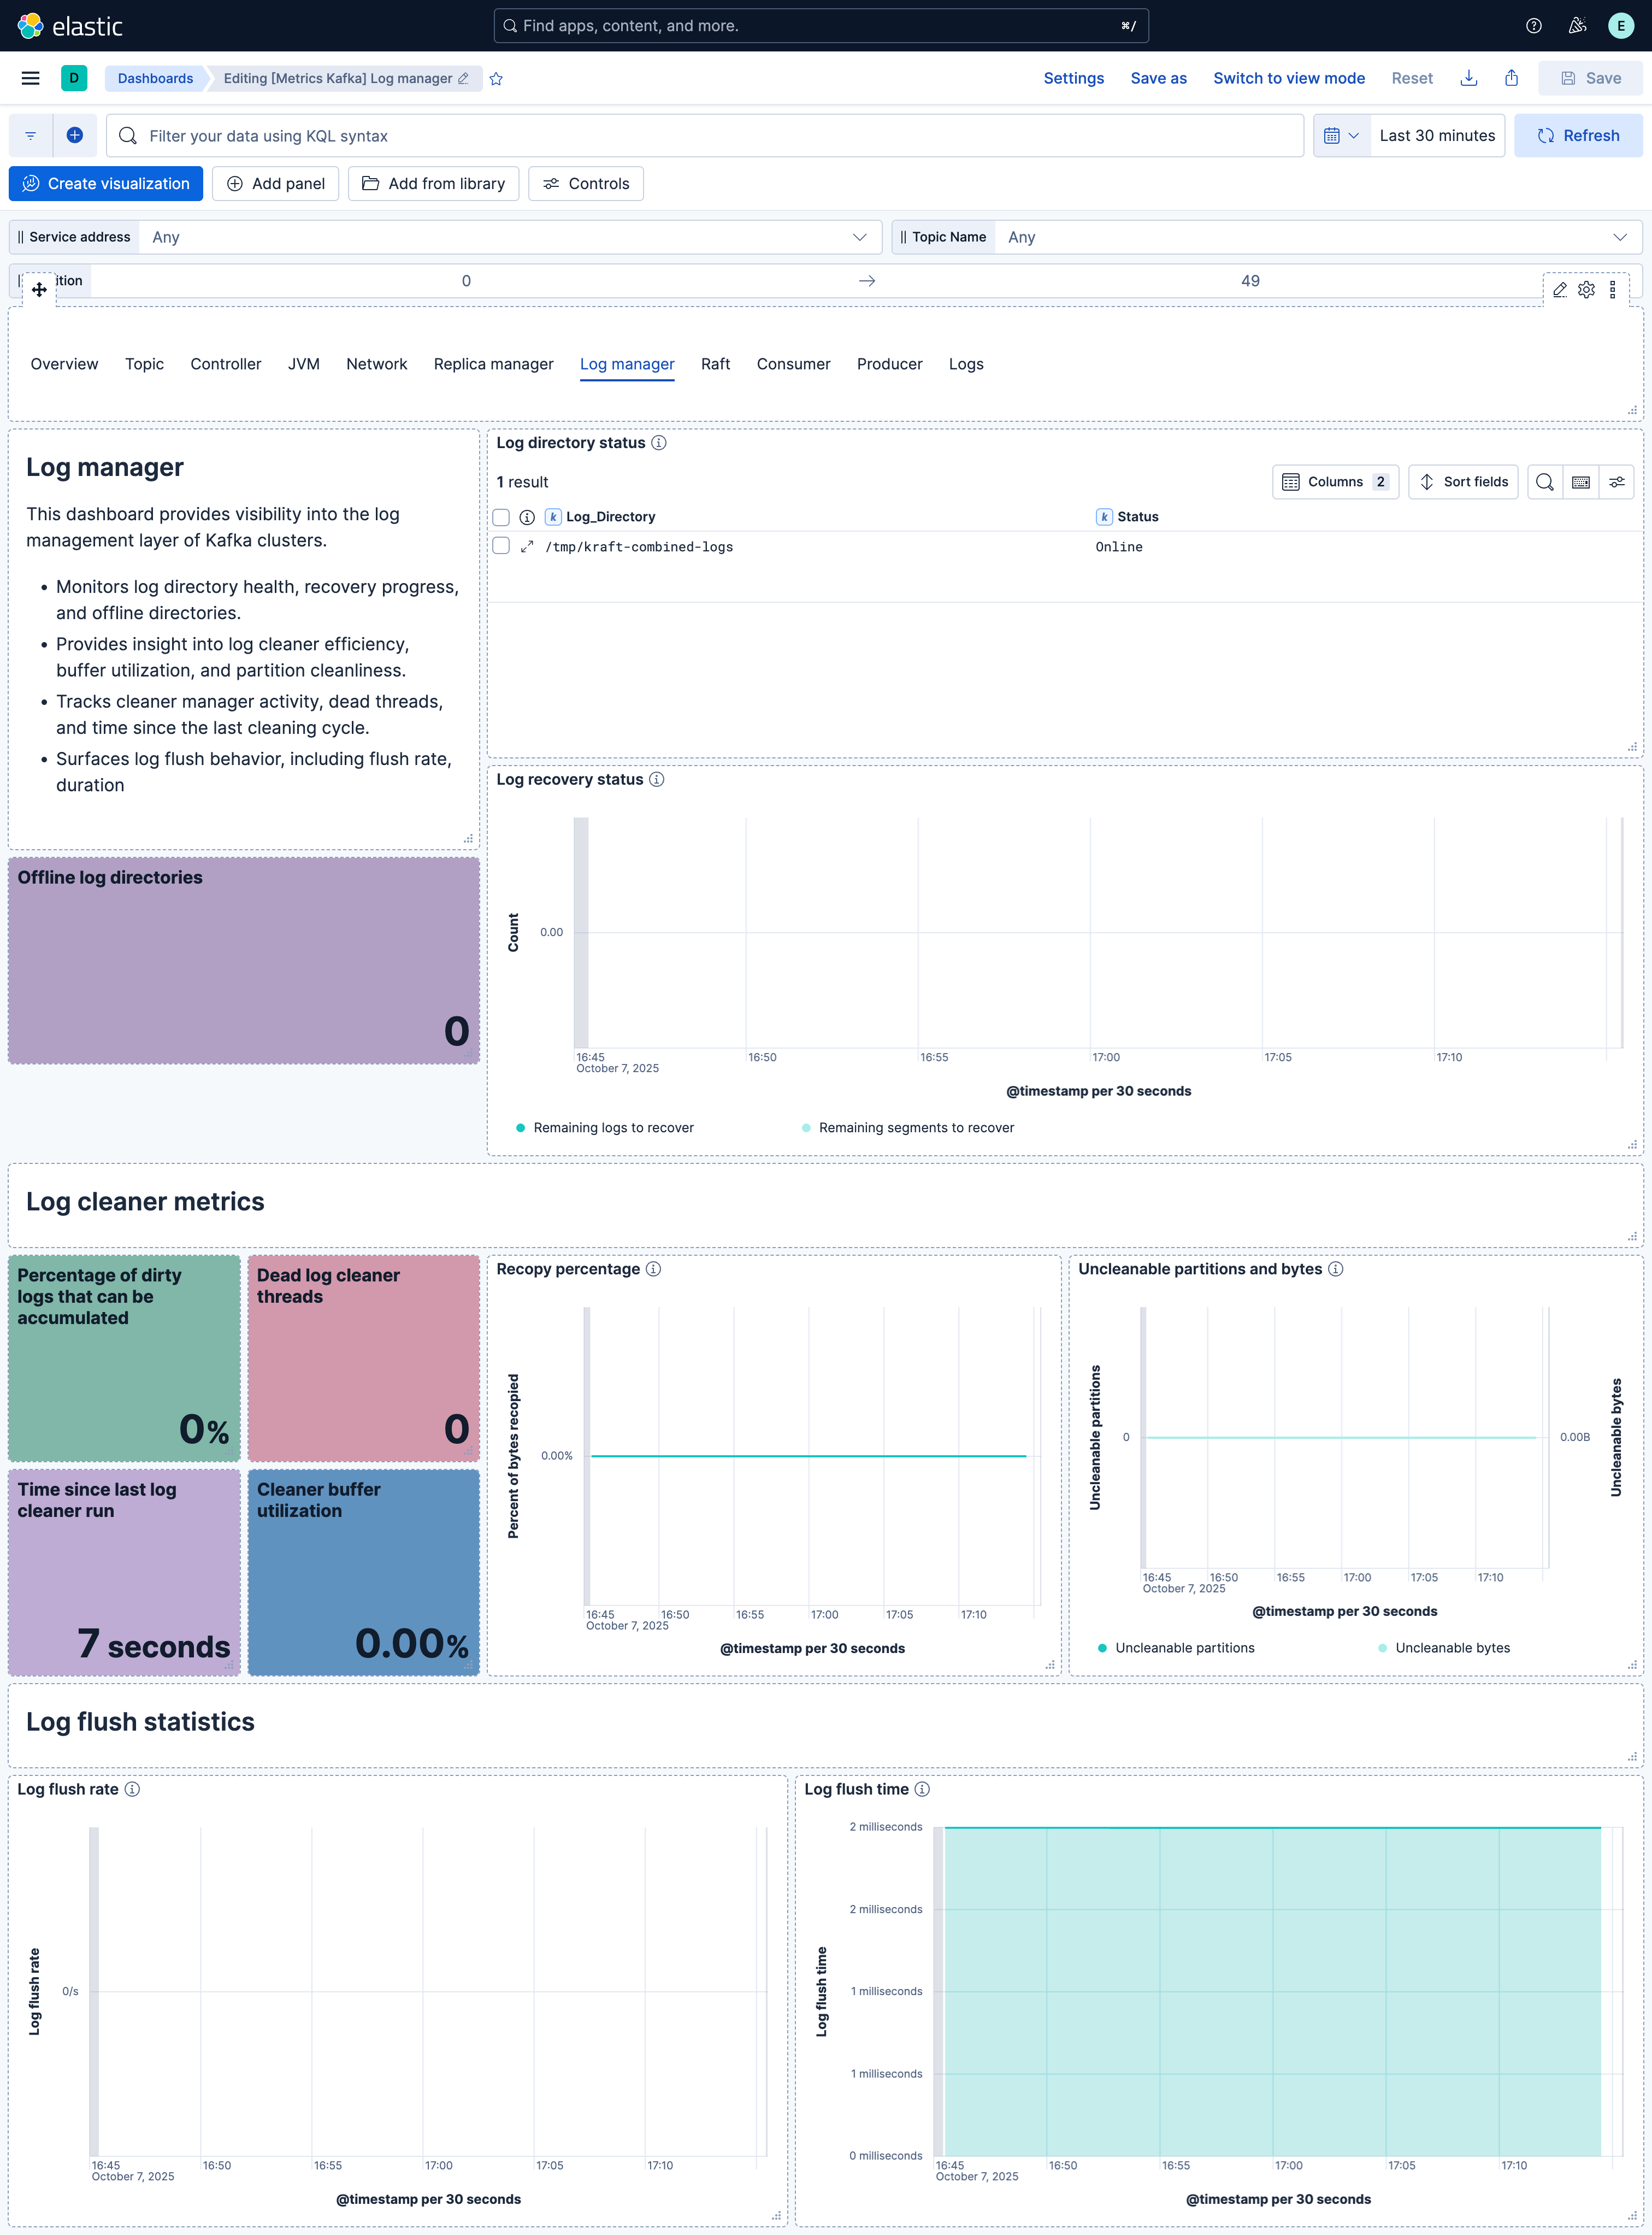 elastic
Find apps, content, and more.
⌘/
E
D
Dashboards
Editing [Metrics Kafka] Log manager
Settings
Save as
Switch to view mode
Reset
Save
Filter your data using KQL syntax
Last 30 minutes
Refresh
Create visualization
Add panel
Add from library
Controls
Service address
Any
Topic Name
Any
ition
0
→
49
Overview
Topic
Controller
JVM
Network
Replica manager
Log manager
Raft
Consumer
Producer
Logs
Log manager
This dashboard provides visibility into the log
management layer of Kafka clusters.
• Monitors log directory health, recovery progress,
and offline directories.
• Provides insight into log cleaner efficiency,
buffer utilization, and partition cleanliness.
• Tracks cleaner manager activity, dead threads,
and time since the last cleaning cycle.
• Surfaces log flush behavior, including flush rate,
duration
Log directory status
1 result
Columns 2
Sort fields
k Log_Directory
k Status
/tmp/kraft-combined-logs
Online
Log recovery status
Count
0.00
16:45
October 7, 2025
16:50
16:55
17:00
17:05
17:10
@timestamp per 30 seconds
Remaining logs to recover
Remaining segments to recover
Offline log directories
0
Log cleaner metrics
Percentage of dirty
logs that can be
accumulated
0%
Dead log cleaner
threads
0
Time since last log
cleaner run
7 seconds
Cleaner buffer
utilization
0.00%
Recopy percentage
Percent of bytes recopied
0.00%
16:45
October 7, 2025
16:50
16:55
17:00
17:05
17:10
@timestamp per 30 seconds
Uncleanable partitions and bytes
Uncleanable partitions
0
0.00B
Uncleanable bytes
16:45
October 7, 2025
16:50
16:55
17:00
17:05
17:10
@timestamp per 30 seconds
Uncleanable partitions
Uncleanable bytes
Log flush statistics
Log flush rate
Log flush rate
0/s
16:45
October 7, 2025
16:50
16:55
17:00
17:05
17:10
@timestamp per 30 seconds
Log flush time
Log flush time
2 milliseconds
2 milliseconds
1 milliseconds
1 milliseconds
0 milliseconds
16:45
October 7, 2025
16:50
16:55
17:00
17:05
17:10
@timestamp per 30 seconds